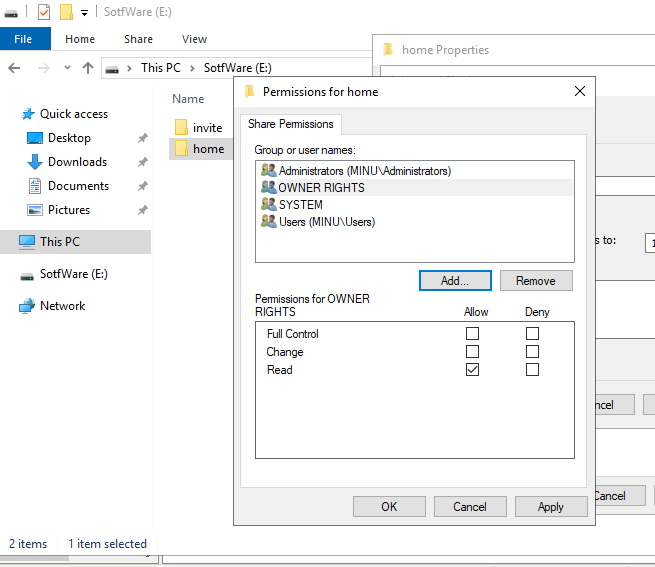 SotfWare (E:)
File Home Share View
home Properties
This PC SotfWare (E:)
Permissions for home
Name
Share Permissions
Quick access
Desktop
Downloads
Documents
Pictures
This PC
SotfWare (E:)
Network
invite
home
Group or user names:
Administrators (MINU\Administrators)
OWNER RIGHTS
SYSTEM
Users (MINU\Users)
s to:
Add... Remove
Permissions for OWNER
RIGHTS Allow Deny
Full Control
Change
Read
ncel
OK Cancel Apply
Cancel
2 items 1 item selected